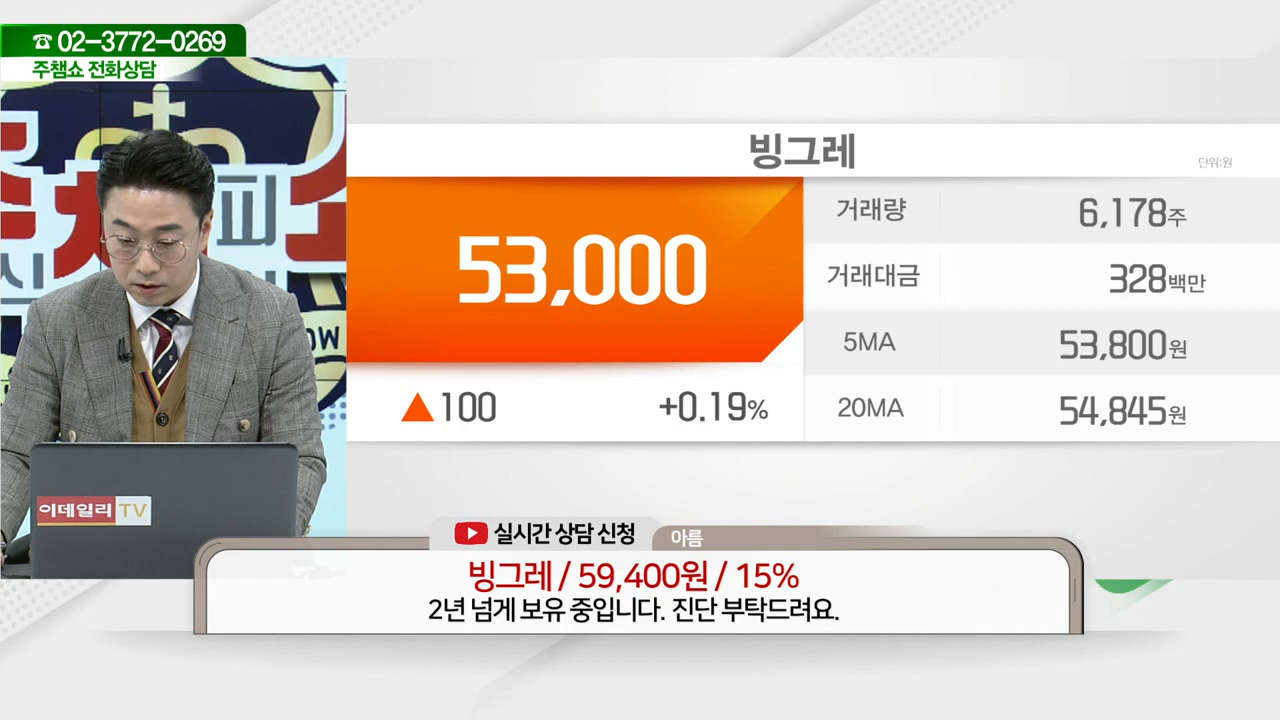 ☎ 02-3772-0269
주챔쇼 전화상담
빙그레
단위:원
53,000
▲100 +0.19%
거래량 6,178주
거래대금 328백만
5MA 53,800원
20MA 54,845원
피
식
OW
이데일리 TV
실시간 상담 신청
아름
빙그레 / 59,400원 / 15%
2년 넘게 보유 중입니다. 진단 부탁드려요.